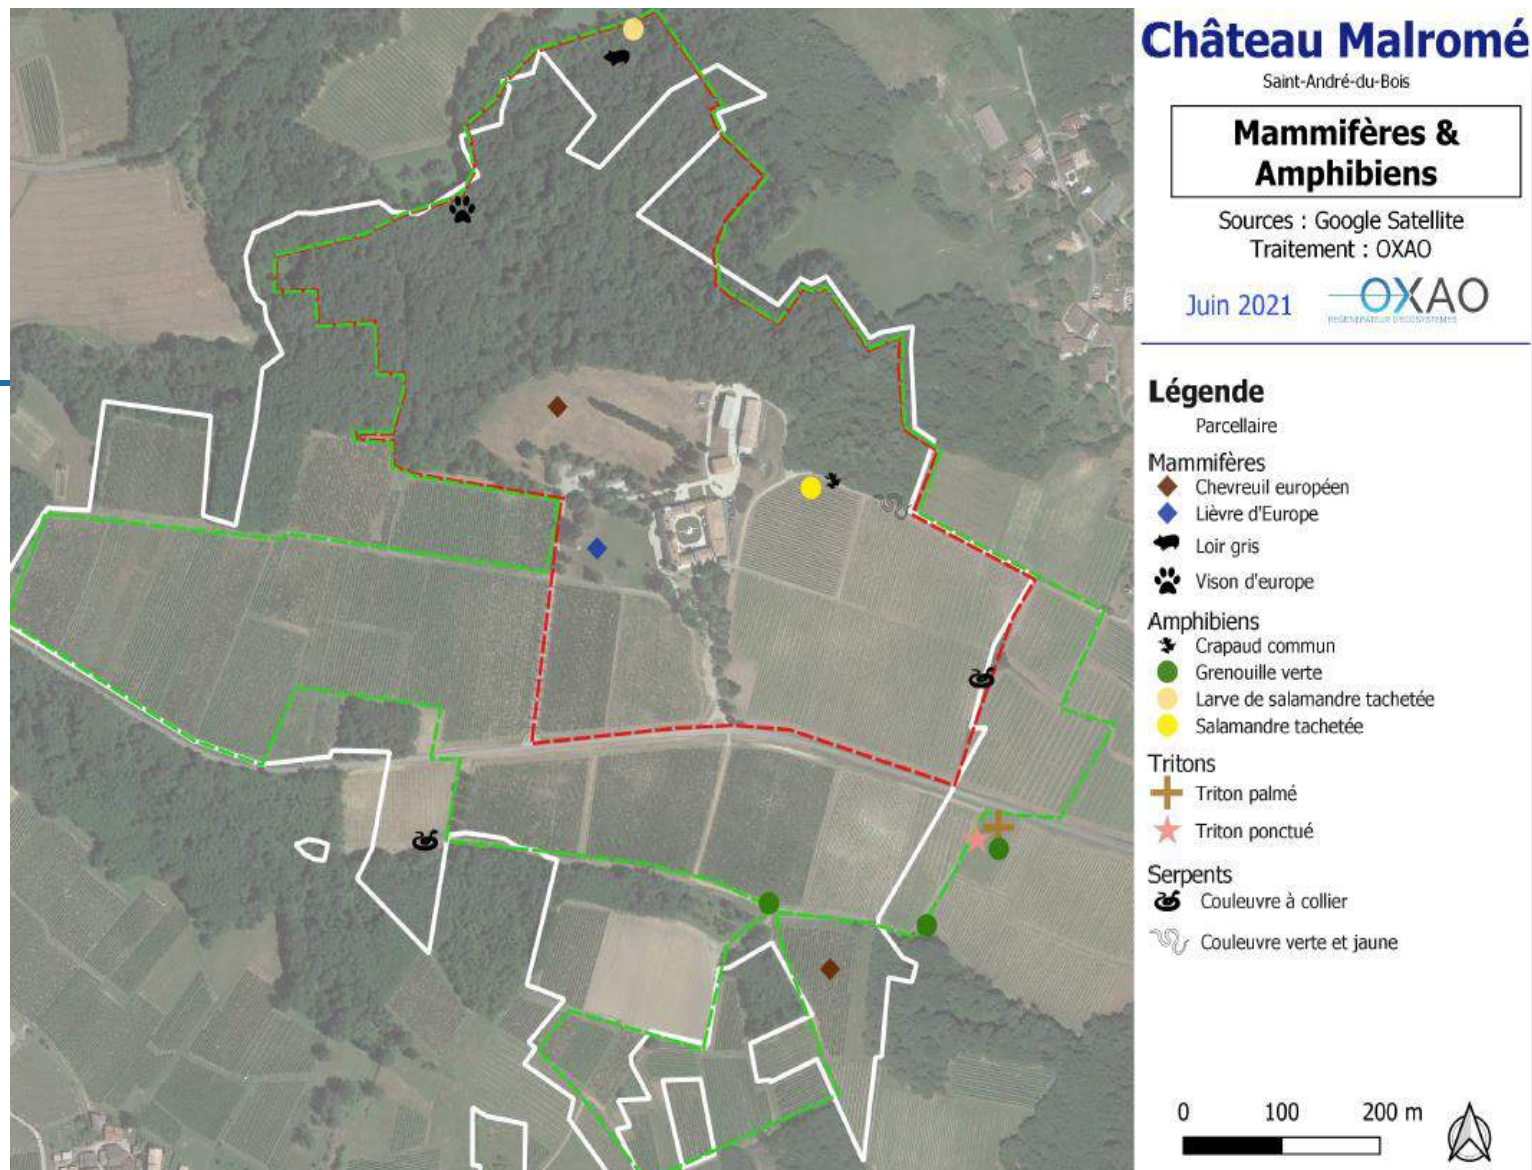 Château Malromé
Saint-André-du-Bois
Mammifères &
Amphibiens
Sources : Google Satellite
Traitement : OXAO
Juin 2021
OXAO
RÉGÉNÉRATEUR D'ÉCOSYSTÈMES
Légende
Parcellaire
Mammifères
Chevreuil européen
Lièvre d'Europe
Loir gris
Vison d'europe
Amphibiens
Crapaud commun
Grenouille verte
Larve de salamandre tachetée
Salamandre tachetée
Tritons
Triton palmé
Triton ponctué
Serpents
Couleuvre à collier
Couleuvre verte et jaune
0 100 200 m